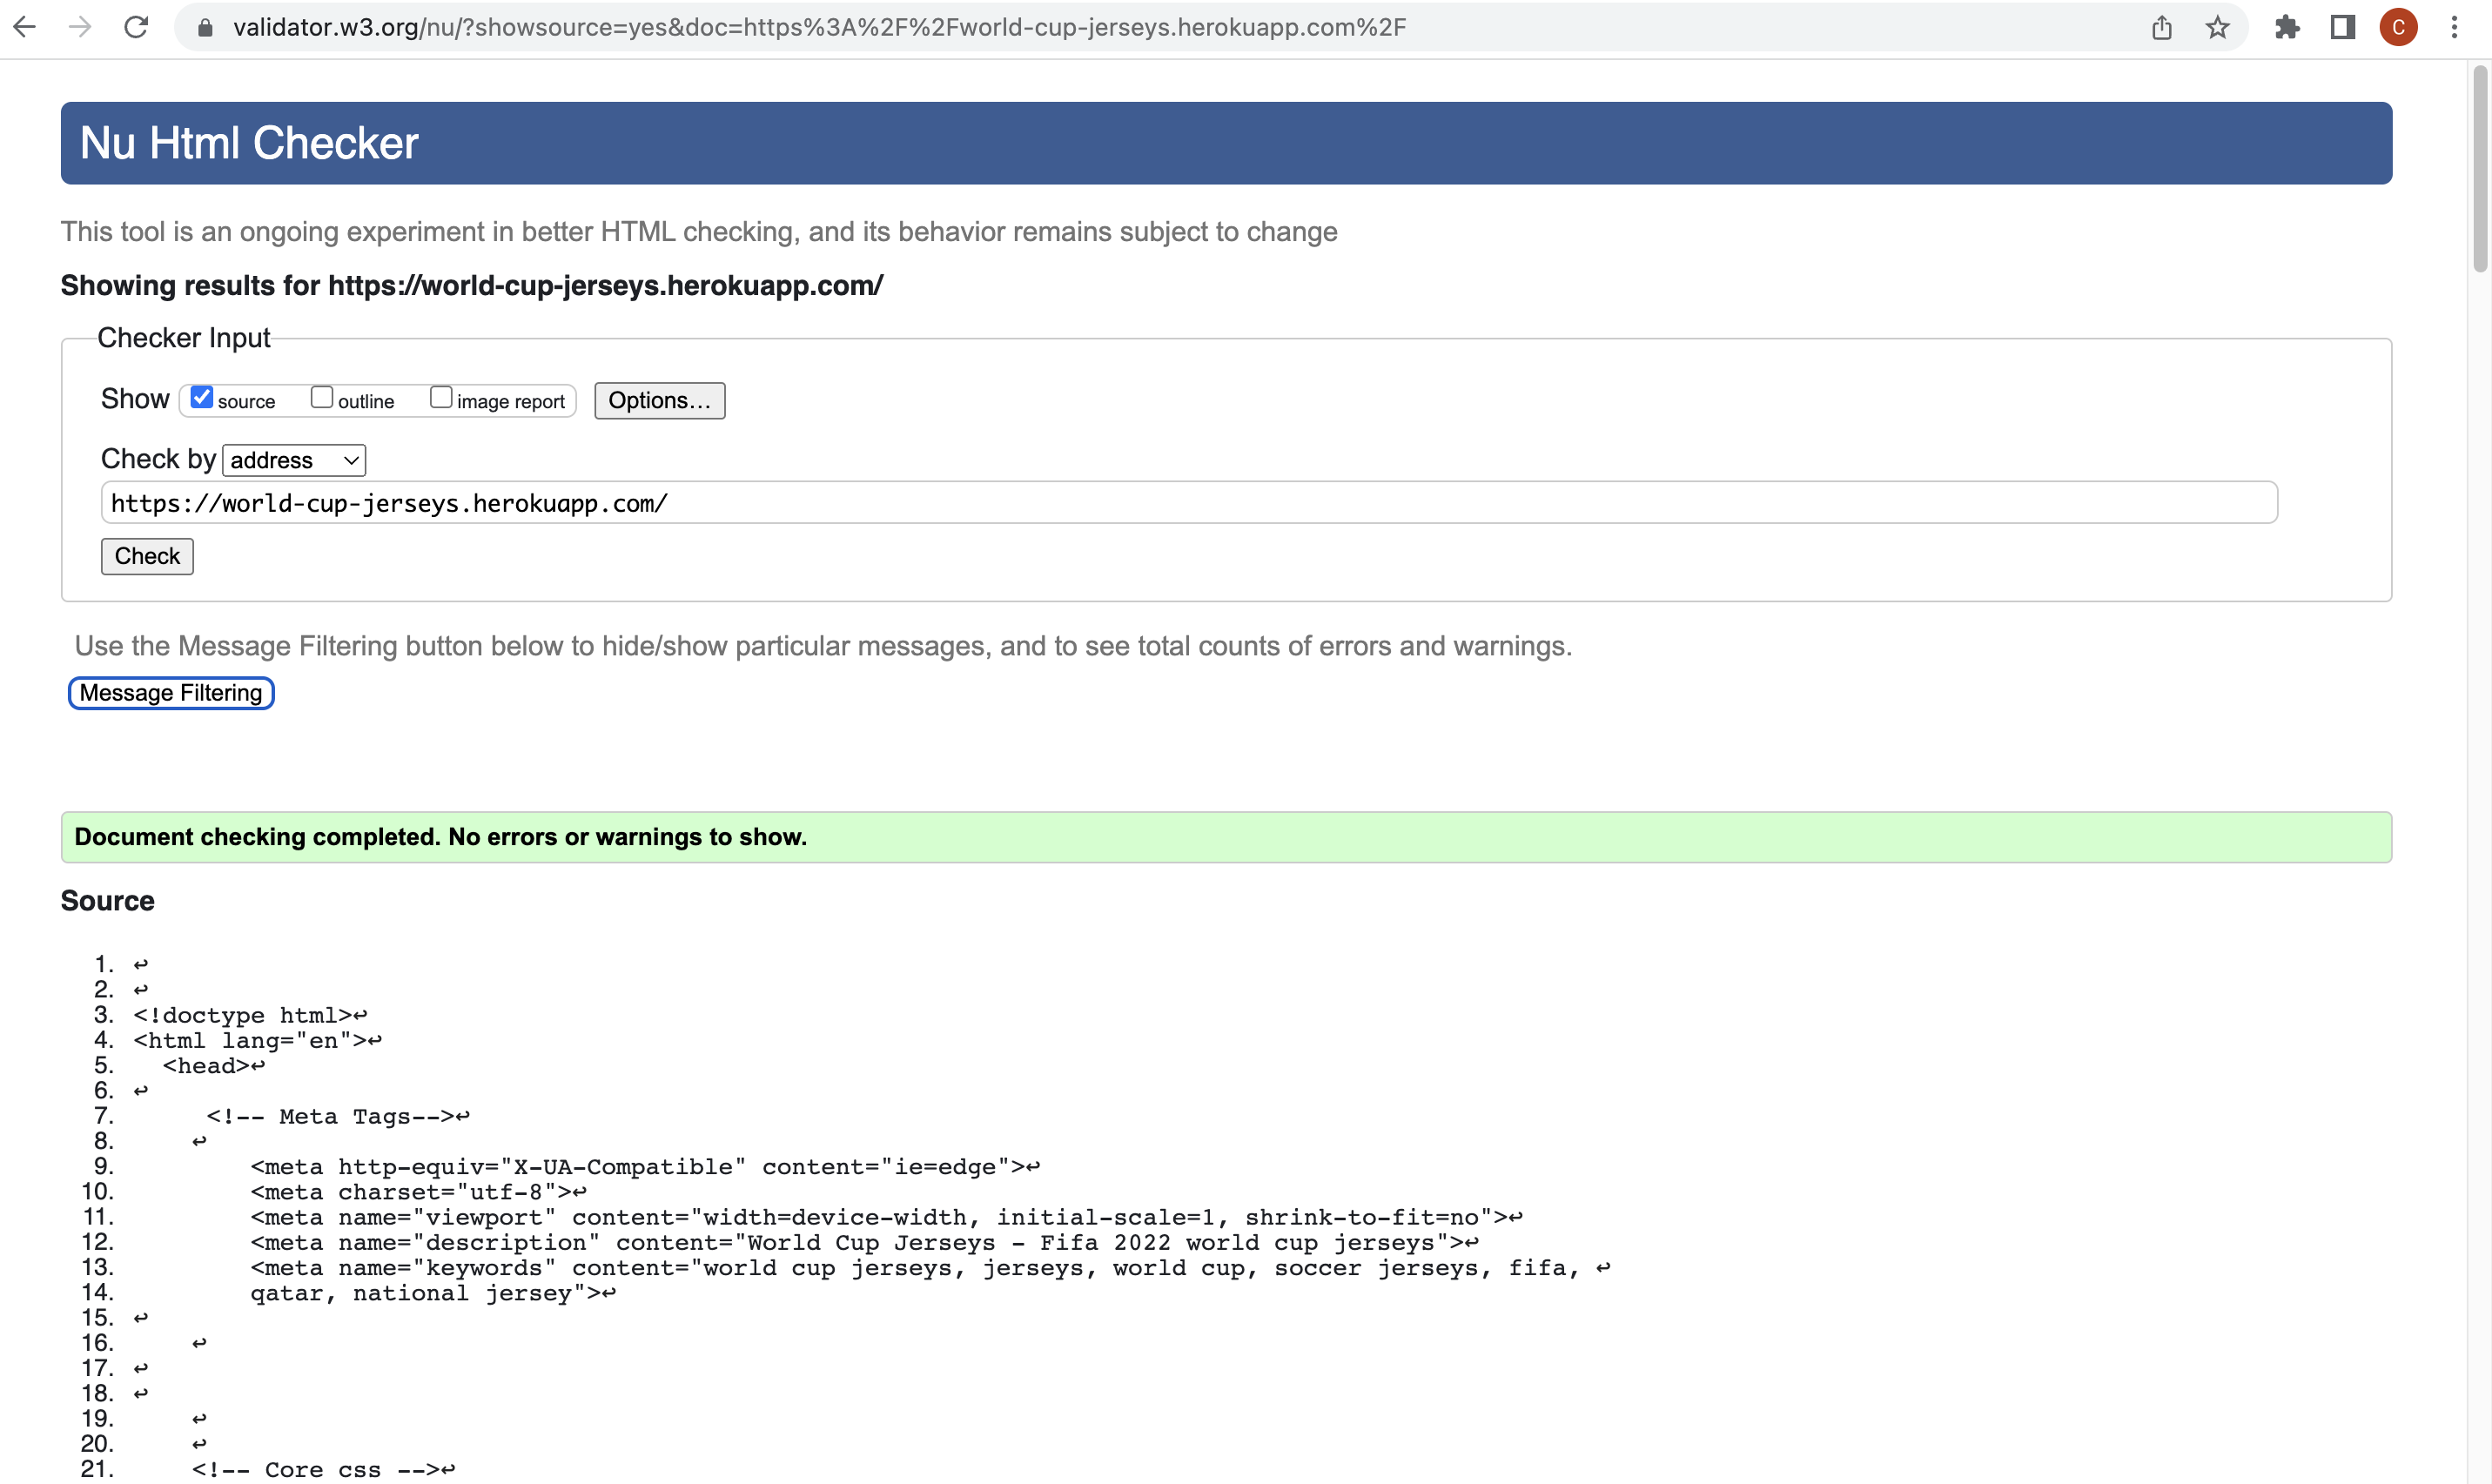 validator.w3.org/nu/?showsource=yes&doc=https%3A%2F%2Fworld-cup-jerseys.herokuapp.com%2F
C
Nu Html Checker
This tool is an ongoing experiment in better HTML checking, and its behavior remains subject to change
Showing results for https://world-cup-jerseys.herokuapp.com/
Checker Input
Show source outline image report Options...
Check by address
https://world-cup-jerseys.herokuapp.com/
Check
Use the Message Filtering button below to hide/show particular messages, and to see total counts of errors and warnings.
Message Filtering
Document checking completed. No errors or warnings to show.
Source
1. ↩
2. ↩
3. <!doctype html>↩
4. <html lang="en">↩
5. <head>↩
6. ↩
7. <!-- Meta Tags-->↩
8. ↩
9. <meta http-equiv="X-UA-Compatible" content="ie=edge">↩
10. <meta charset="utf-8">↩
11. <meta name="viewport" content="width=device-width, initial-scale=1, shrink-to-fit=no">↩
12. <meta name="description" content="World Cup Jerseys - Fifa 2022 world cup jerseys">↩
13. <meta name="keywords" content="world cup jerseys, jerseys, world cup, soccer jerseys, fifa, ↩
14. qatar, national jersey">↩
15. ↩
16. ↩
17. ↩
18. ↩
19. ↩
20. ↩
21. <!-- Core css -->↩